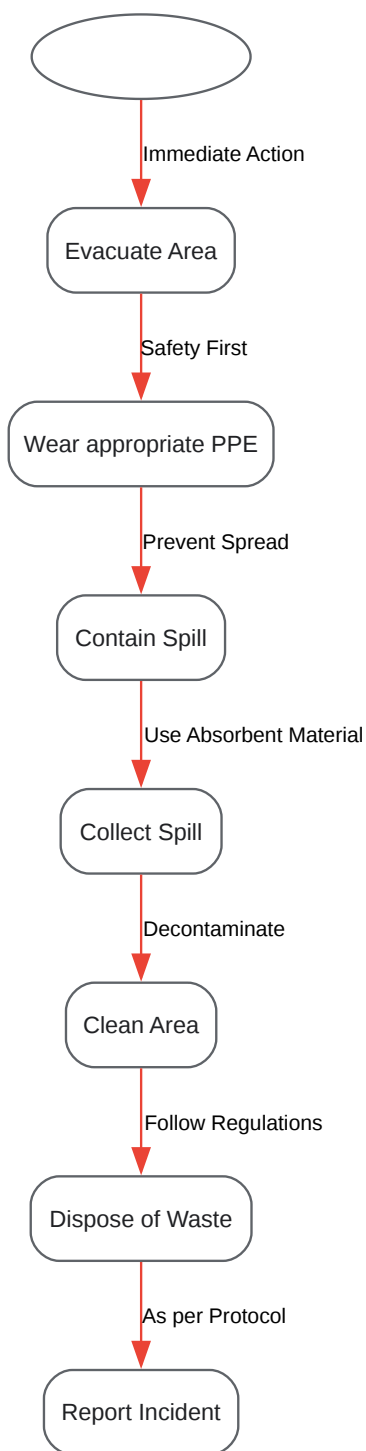 Immediate Action
Evacuate Area
Safety First
Wear appropriate PPE
Prevent Spread
Contain Spill
Use Absorbent Material
Collect Spill
Decontaminate
Clean Area
Follow Regulations
Dispose of Waste
As per Protocol
Report Incident